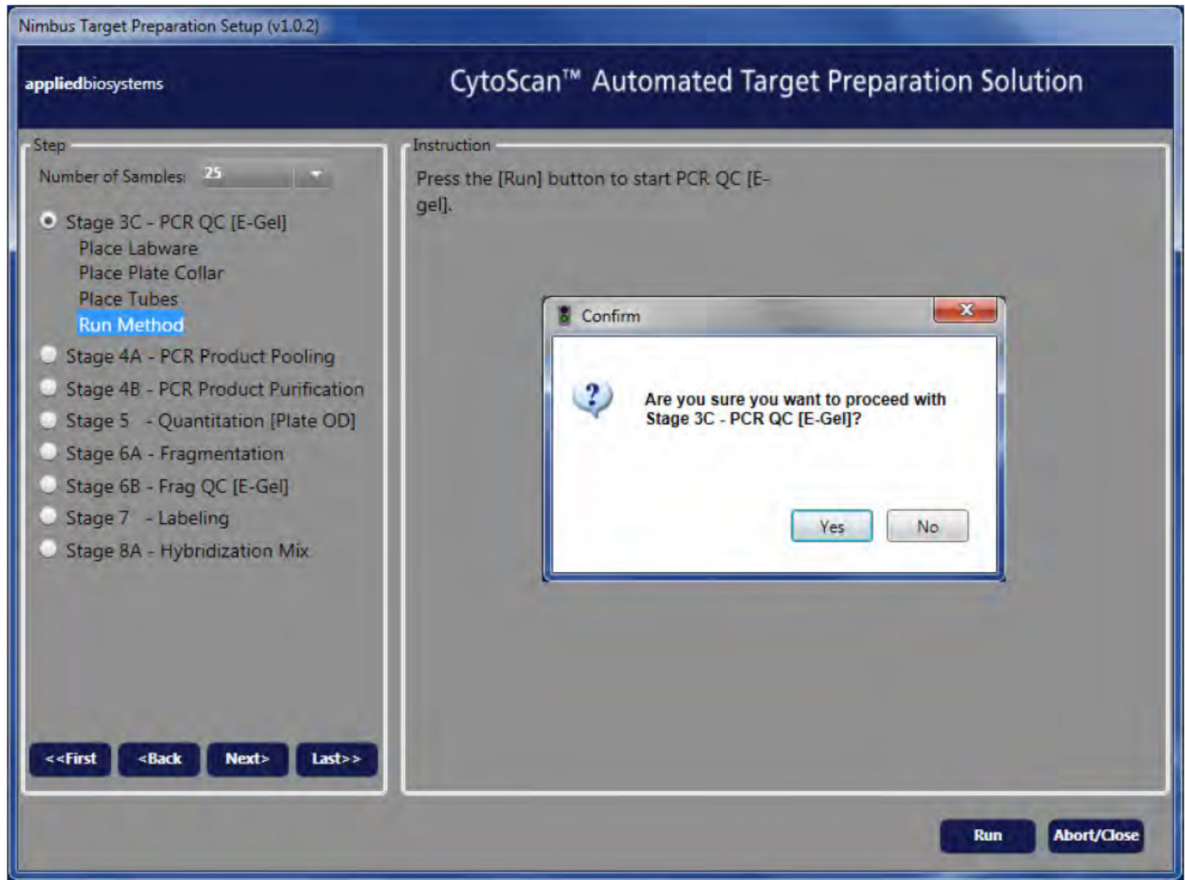 Nimbus Target Preparation Setup (v1.0.2)
appliedbiosystems
CytoScan™ Automated Target Preparation Solution
Step
Number of Samples: 25
Stage 3C - PCR QC [E-Gel]
Place Labware
Place Plate Collar
Place Tubes
Run Method
Stage 4A - PCR Product Pooling
Stage 4B - PCR Product Purification
Stage 5 - Quantitation [Plate OD]
Stage 6A - Fragmentation
Stage 6B - Frag QC [E-Gel]
Stage 7 - Labeling
Stage 8A - Hybridization Mix
<<First <Back Next> Last>>
Instruction
Press the [Run] button to start PCR QC [E-
gel].
Confirm
Are you sure you want to proceed with
Stage 3C - PCR QC [E-Gel]?
Yes No
Run Abort/Close